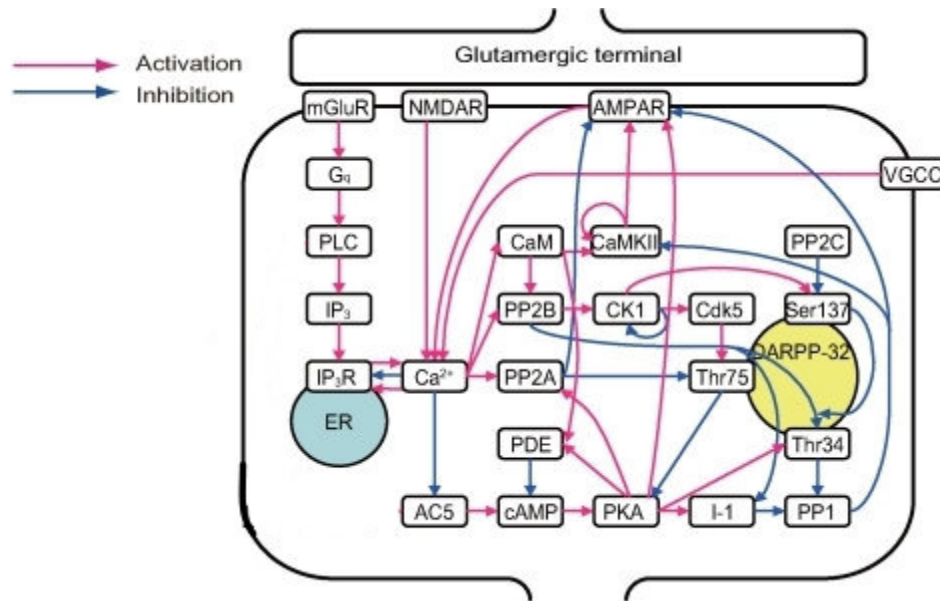 Glutamergic terminal
Activation
Inhibition
mGluR
NMDAR
AMPAR
Gq
VGCC
PLC
CaM
CaMKII
PP2C
IP₃
PP2B
CK1
Cdk5
Ser137
DARPP-32
IP₃R
Ca²⁺
PP2A
Thr75
ER
PDE
Thr34
AC5
cAMP
PKA
I-1
PP1